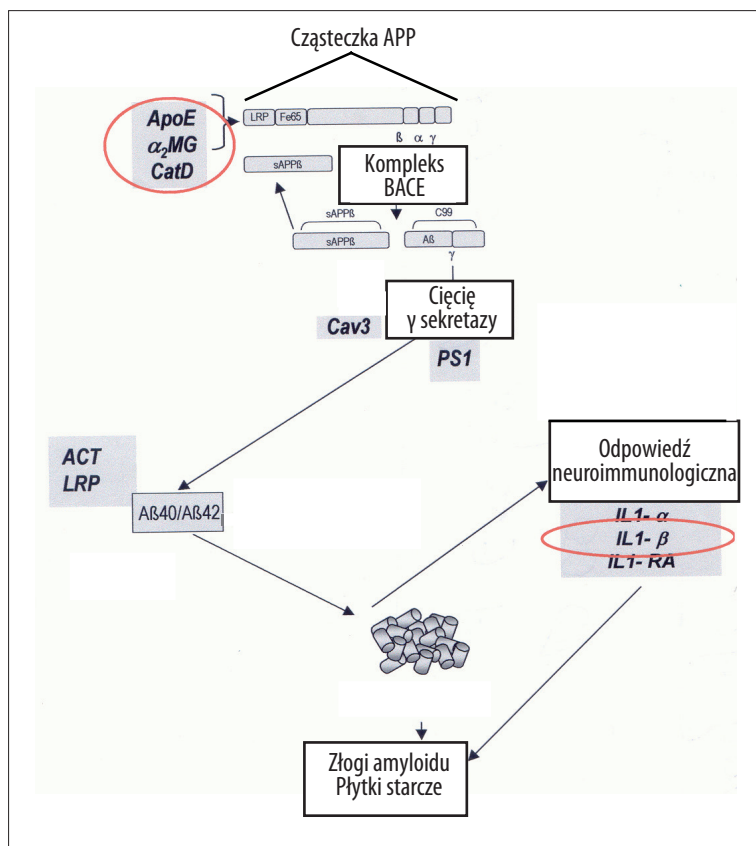 Cząsteczka APP
ApoE
α₂MG
CatD
LRP Fe65
ß α γ
sAPPß
Kompleks
BACE
sAPPß C99
sAPPß Aß
γ
Cięcię
γ sekretazy
Cav3
PS1
ACT
LRP
Aß40/Aß42
Odpowiedź
neuroimmunologiczna
IL1- α
IL1- β
IL1- RA
Złogi amyloidu
Płytki starcze